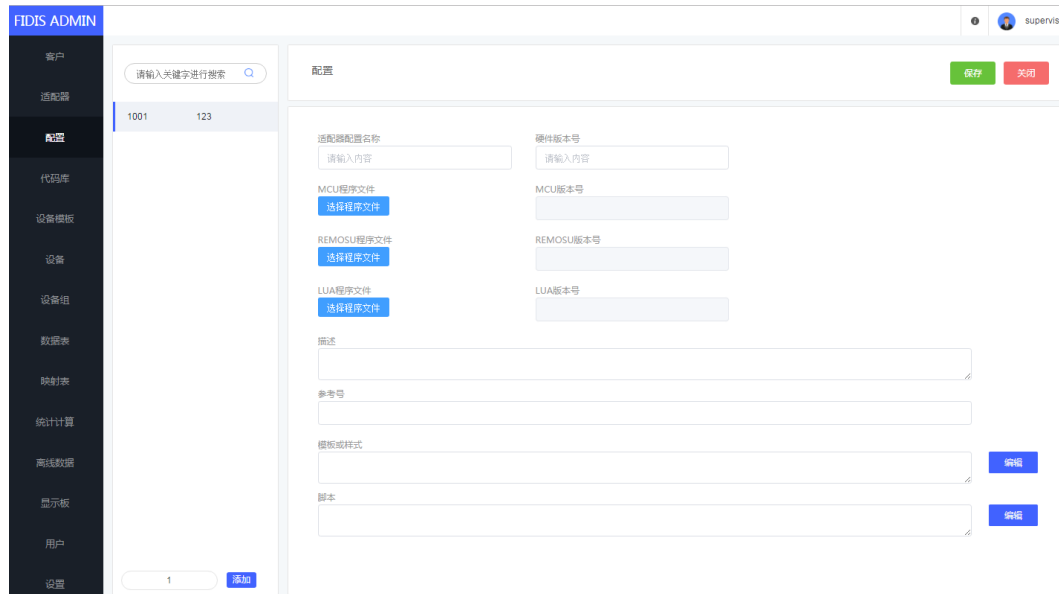 FIDIS ADMIN
supervis
客户
适配器
配置
代码库
设备模板
设备
设备组
数据表
映射表
统计计算
离线数据
显示板
用户
设置
请输入关键字进行搜索
1001 123
1
添加
配置
保存 关闭
适配器配置名称 硬件版本号
请输入内容 请输入内容
MCU程序文件 MCU版本号
选择程序文件
REMOSU程序文件 REMOSU版本号
选择程序文件
LUA程序文件 LUA版本号
选择程序文件
描述
参考号
模板或样式
编辑
脚本
编辑